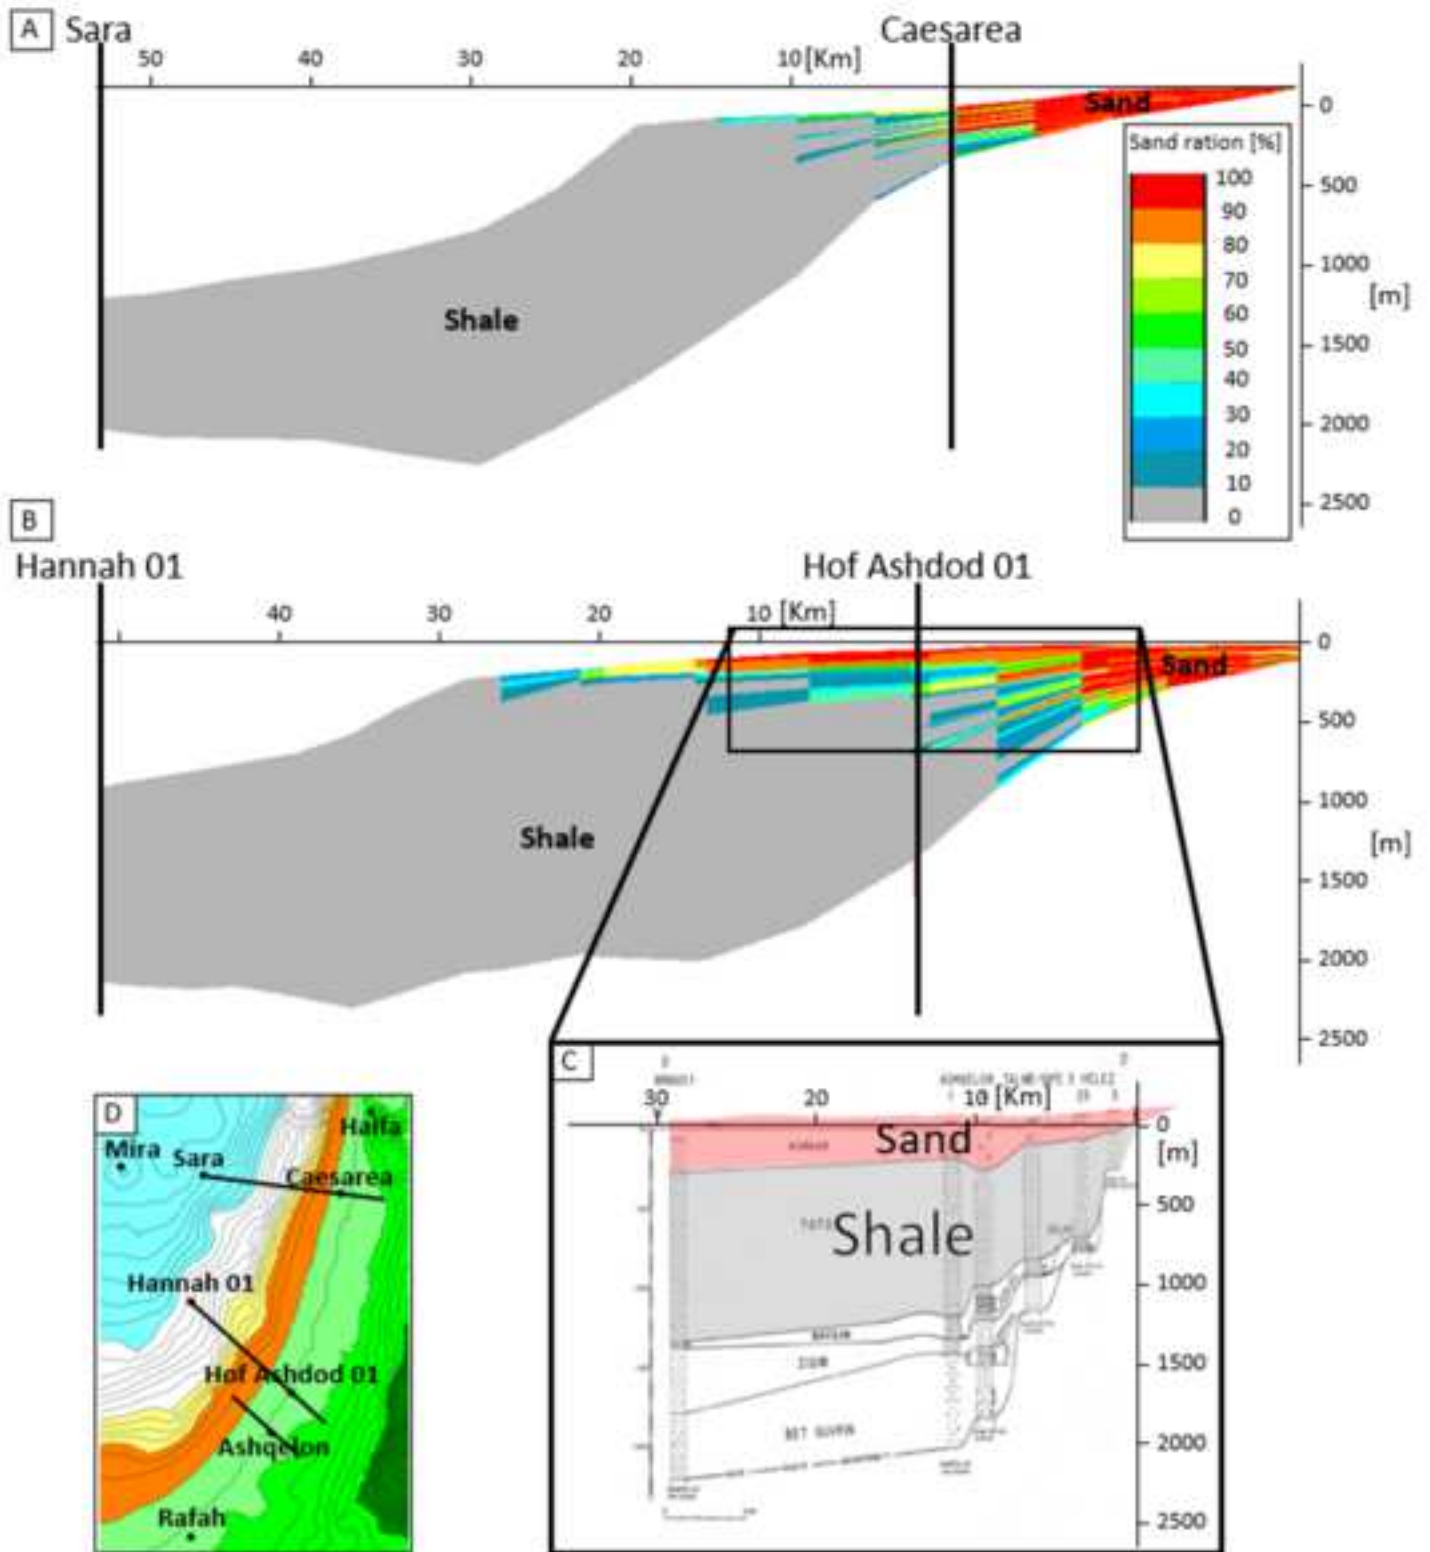 A
Sara
Caesarea
50 40 30 20 10 [Km]
Sand
0
500
1000
[m]
1500
2000
2500
Sand ration [%]
100
90
80
70
60
50
40
30
20
10
0
Shale
B
Hannah 01
Hof Ashdod 01
40 30 20 10 [Km]
Sand
0
500
1000
[m]
1500
2000
2500
Shale
C
30 20 10 [Km]
Sand
0
[m]
500
1000
1500
2000
2500
Shale
BET GUVRIN
D
Haifa
Mira
Sara
Caesarea
Hannah 01
Hof Ashdod 01
Ashqelon
Rafah